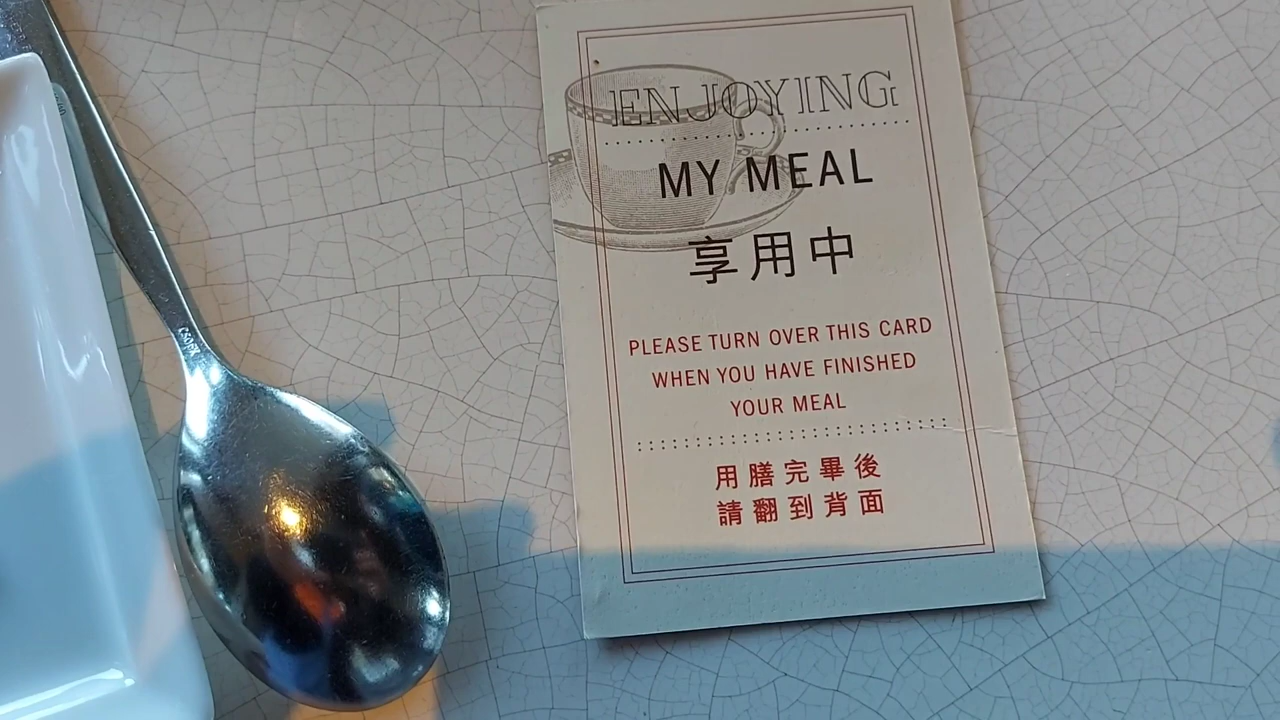 ENJOYING
MY MEAL
享用中
PLEASE TURN OVER THIS CARD
WHEN YOU HAVE FINISHED
YOUR MEAL
用膳完畢後
請翻到背面